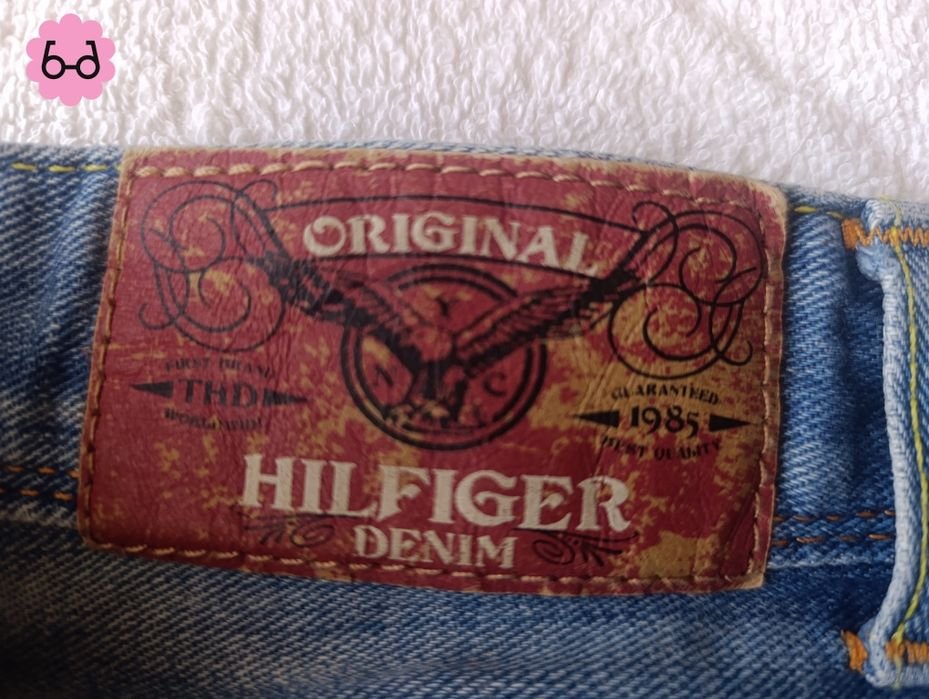 ORIGINAL
N Y C
FIRST BRAND
THD
WORLDWIDE
GUARANTEED
1985
BEST QUALITY
HILFIGER
DENIM